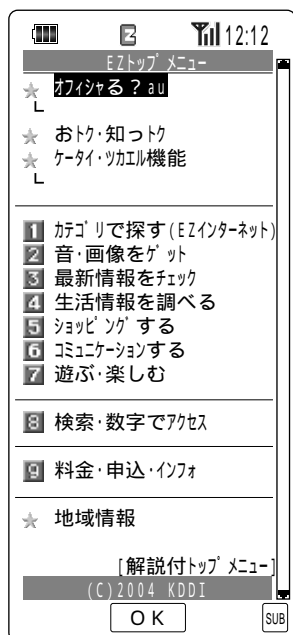 12:12
EZトップメニュー
オフィシャる?au
おトク・知っトク
ケータイ・ツカエル機能
1 カテゴリで探す(EZインターネット)
2 音・画像をゲット
3 最新情報をチェック
4 生活情報を調べる
5 ショッピングする
6 コミュニケーションする
7 遊ぶ・楽しむ
8 検索・数字でアクセス
9 料金・申込・インフォ
地域情報
[解説付トップメニュー]
(C)2004 KDDI
OK
SUB